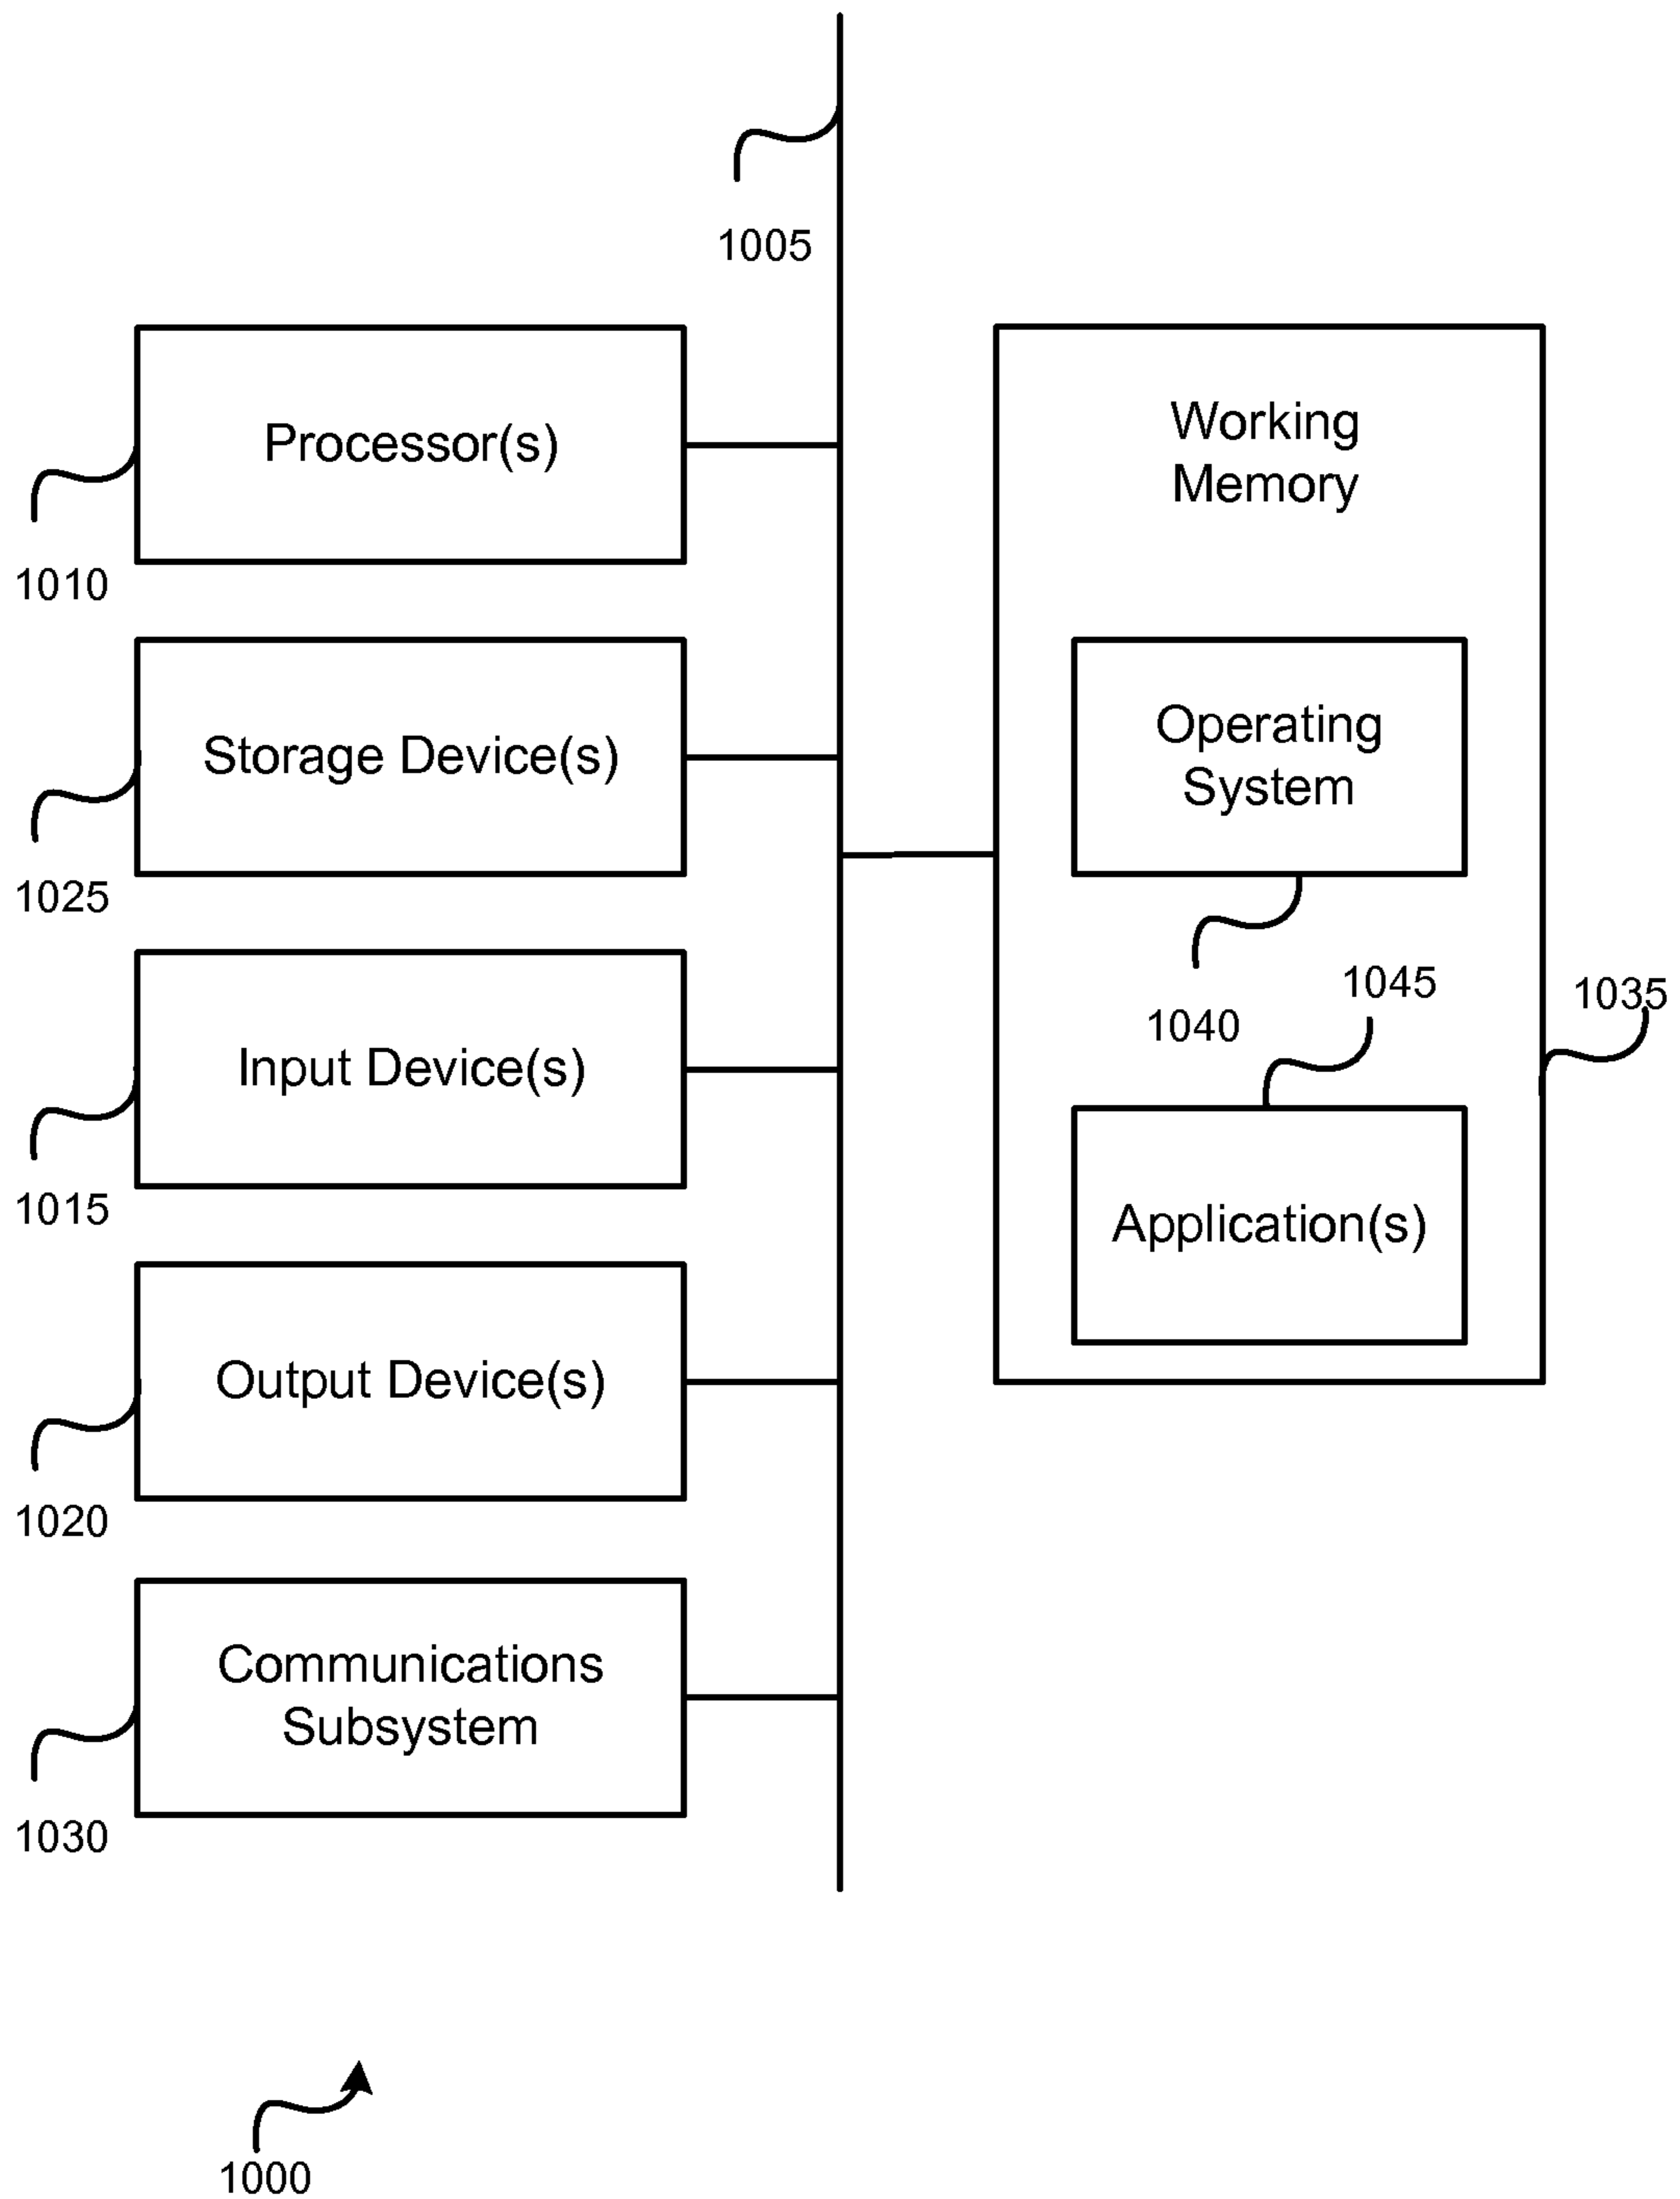 1005
Processor(s)
1010
Storage Device(s)
1025
Input Device(s)
1015
Output Device(s)
1020
Communications
Subsystem
1030
Working
Memory
Operating
System
1040
1045
1035
Application(s)
1000